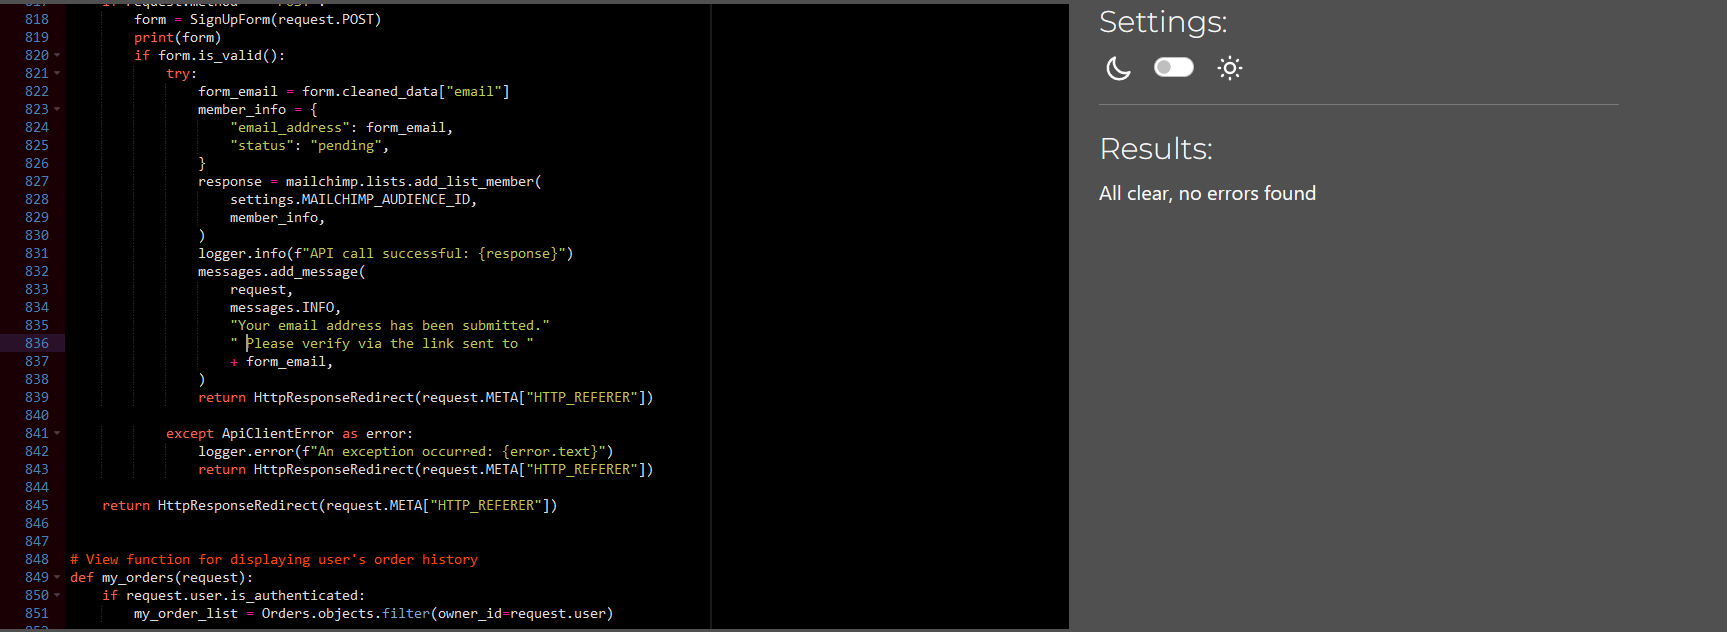 817 if request.method == "POST":
818 form = SignUpForm(request.POST)
819 print(form)
820 if form.is_valid():
821 try:
822 form_email = form.cleaned_data["email"]
823 member_info = {
824 "email_address": form_email,
825 "status": "pending",
826 }
827 response = mailchimp.lists.add_list_member(
828 settings.MAILCHIMP_AUDIENCE_ID,
829 member_info,
830 )
831 logger.info(f"API call successful: {response}")
832 messages.add_message(
833 request,
834 messages.INFO,
835 "Your email address has been submitted."
836 " Please verify via the link sent to "
837 + form_email,
838 )
839 return HttpResponseRedirect(request.META["HTTP_REFERER"])
840
841 except ApiClientError as error:
842 logger.error(f"An exception occurred: {error.text}")
843 return HttpResponseRedirect(request.META["HTTP_REFERER"])
844
845 return HttpResponseRedirect(request.META["HTTP_REFERER"])
846
847
848 # View function for displaying user's order history
849 def my_orders(request):
850 if request.user.is_authenticated:
851 my_order_list = Orders.objects.filter(owner_id=request.user)
852
Settings:
Results:
All clear, no errors found